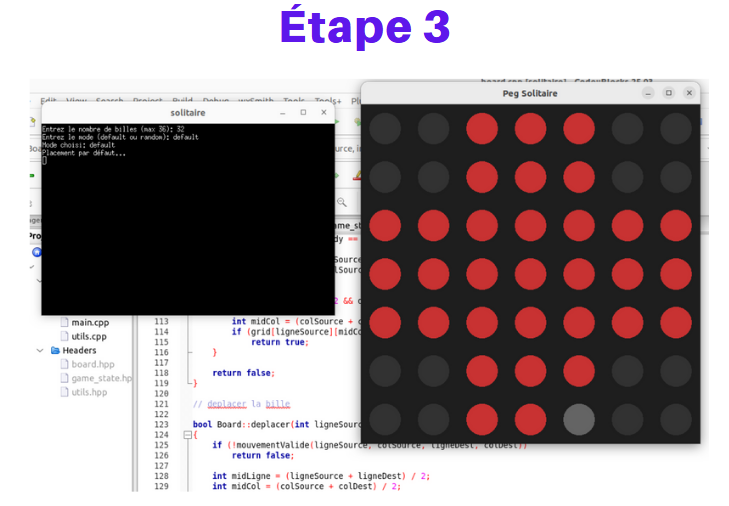 Étape 3
board.cpp [solitaire] - Code::Blocks 25.03
Edit View Search Project Build Debug wxSmith Tools Tools+
solitaire
Entrez le nombre de billes (max 36): 32
Entrez le mode (default ou random): default
Mode choisi: default
Placement par défaut...
Peg Solitaire
main.cpp
utils.cpp
Headers
board.hpp
game_state.hp
utils.hpp
113 int midCol = (colSource + c
114 if (grid[ligneSource][midCo
115 return true;
116 }
117
118 return false;
119 }
120
121 // deplacer la bille
122
123 bool Board::deplacer(int ligneSourc
124 {
125 if (!mouvementValide(ligneSource, colSource, ligneDest, colDest))
126 return false;
127
128 int midLigne = (ligneSource + ligneDest) / 2;
129 int midCol = (colSource + colDest) / 2;